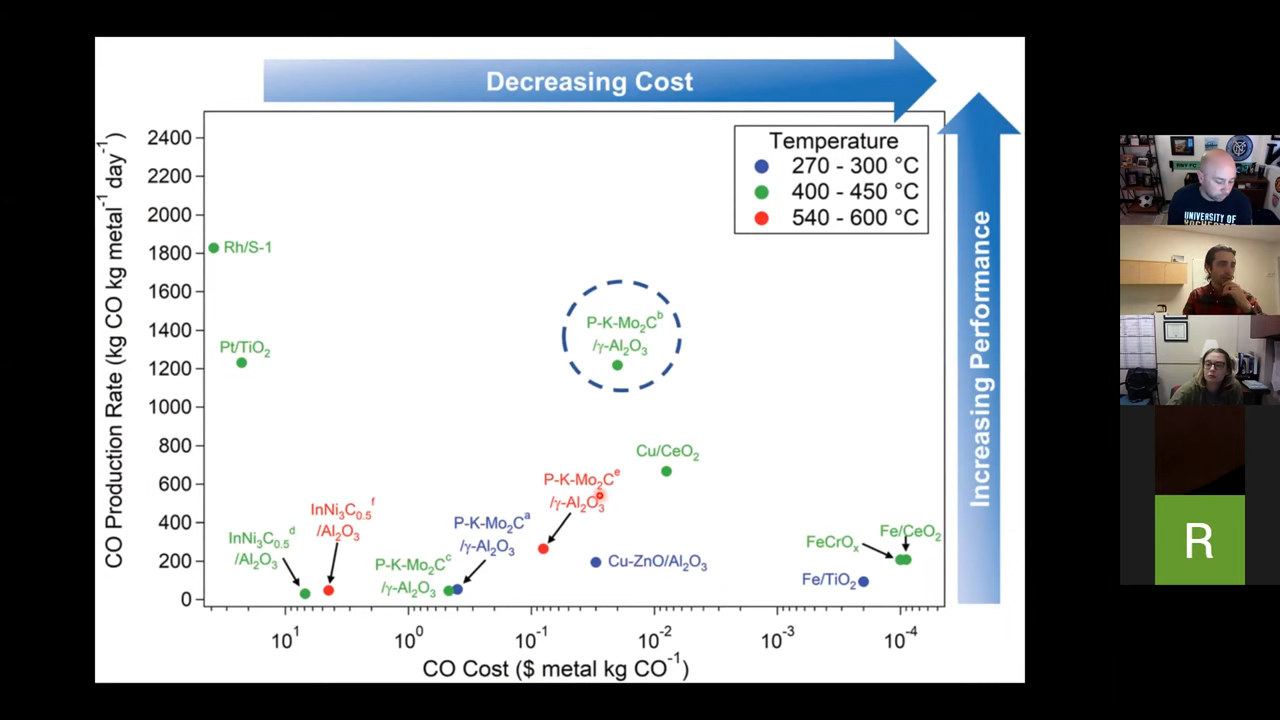 Decreasing Cost
Increasing Performance
CO Production Rate (kg CO kg metal⁻¹ day⁻¹)
2400
2200
2000
1800
1600
1400
1200
1000
800
600
400
200
0
Temperature
270 - 300 °C
400 - 450 °C
540 - 600 °C
Rh/S-1
Pt/TiO₂
P-K-Mo₂Cᵇ
/γ-Al₂O₃
Cu/CeO₂
P-K-Mo₂Cᵉ
/γ-Al₂O₃
InNi₃C₀.₅ᶠ
/Al₂O₃
InNi₃C₀.₅ᵈ
/Al₂O₃
P-K-Mo₂Cᵃ
/γ-Al₂O₃
P-K-Mo₂Cᶜ
/γ-Al₂O₃
Cu-ZnO/Al₂O₃
FeCrOₓ
Fe/CeO₂
Fe/TiO₂
10¹
10⁰
10⁻¹
10⁻²
10⁻³
10⁻⁴
CO Cost ($ metal kg CO⁻¹)
UNIVERSITY OF
R